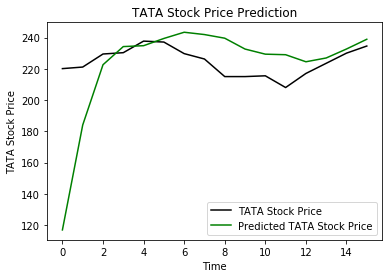 TATA Stock Price Prediction
TATA Stock Price
240
220
200
180
160
140
120
TATA Stock Price
Predicted TATA Stock Price
0 2 4 6 8 10 12 14
Time